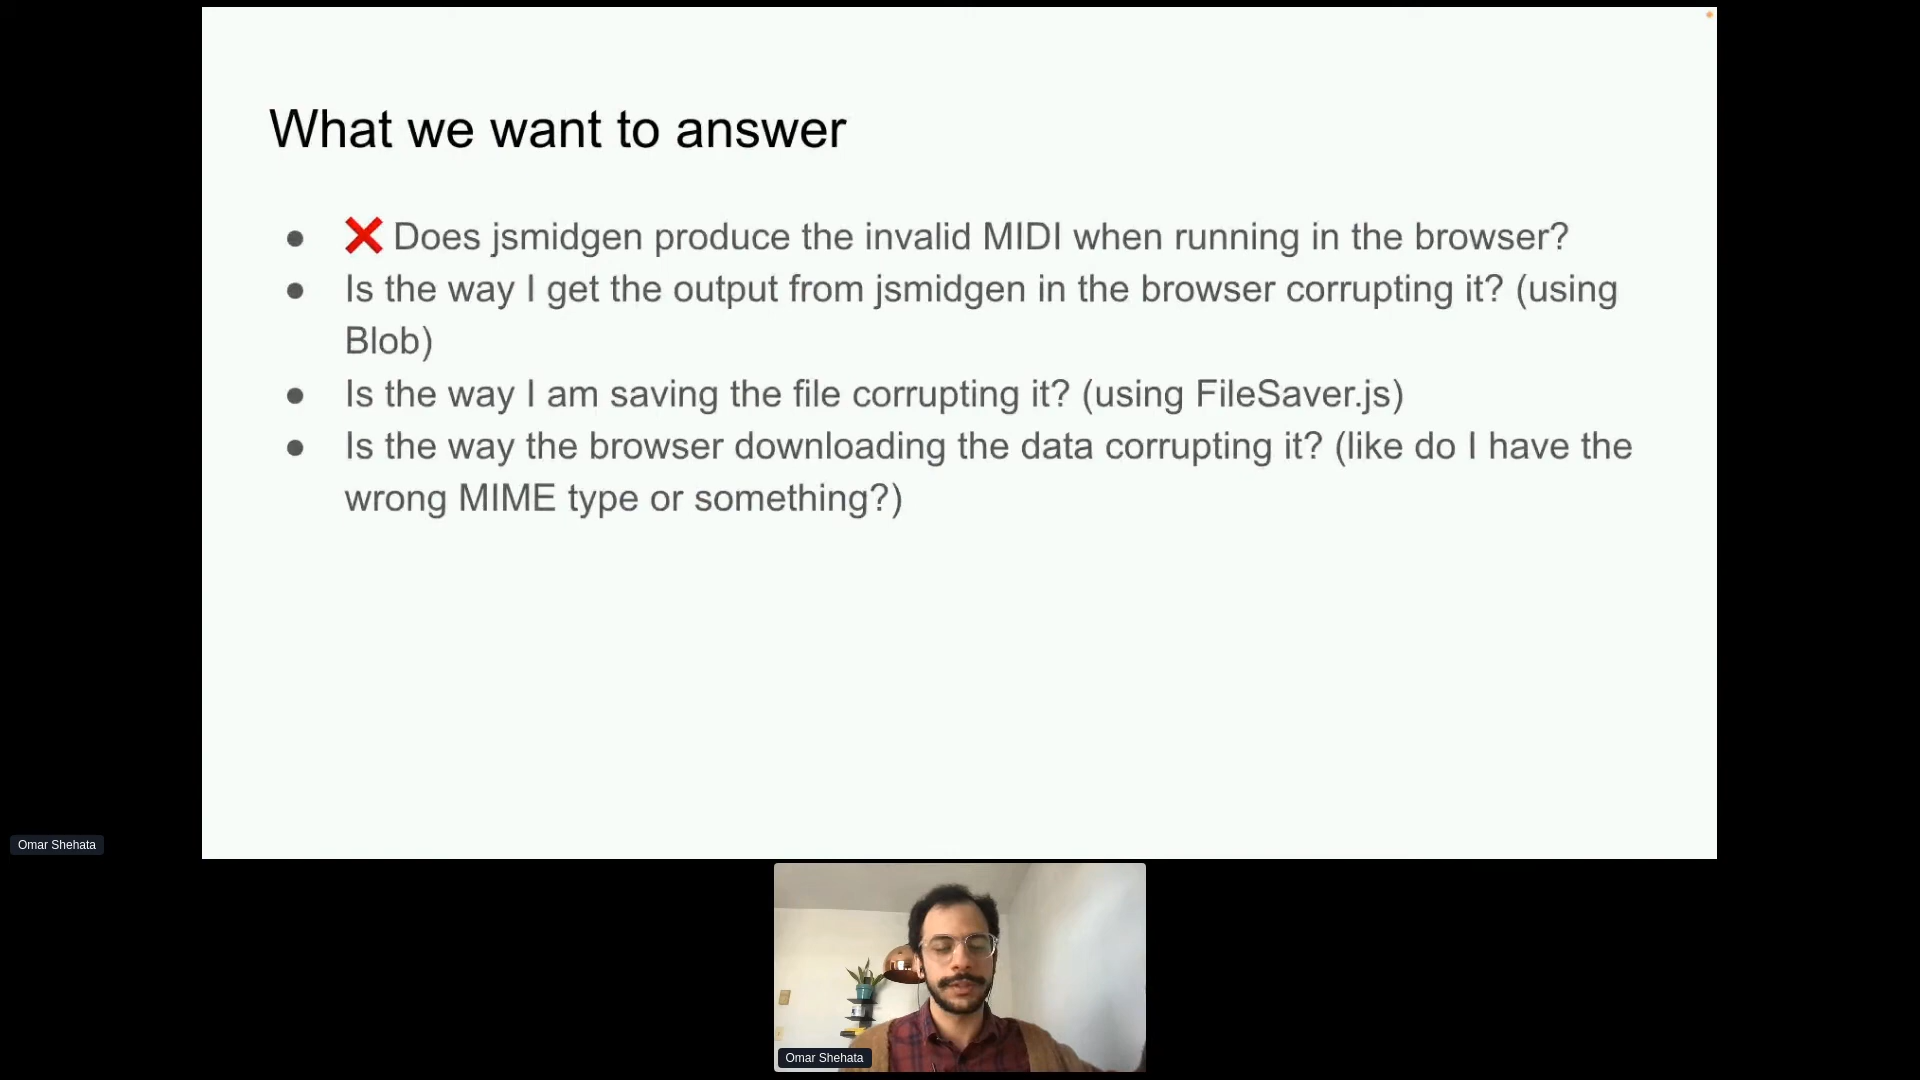 What we want to answer
● ❌ Does jsmidgen produce the invalid MIDI when running in the browser?
● Is the way I get the output from jsmidgen in the browser corrupting it? (using
Blob)
● Is the way I am saving the file corrupting it? (using FileSaver.js)
● Is the way the browser downloading the data corrupting it? (like do I have the
wrong MIME type or something?)
Omar Shehata
Omar Shehata